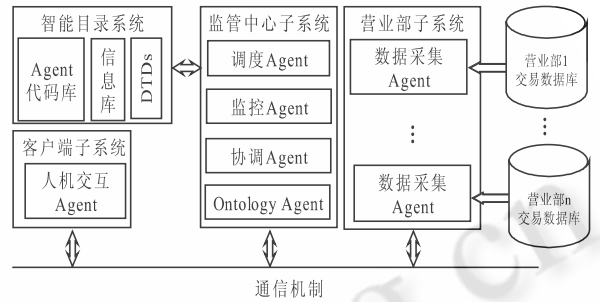 智能目录系统
Agent
代码库
信
息
库
DTDs
客户端子系统
人机交互
Agent
监管中心子系统
调度Agent
监控Agent
协调Agent
Ontology Agent
营业部子系统
数据采集
Agent
⋮
数据采集
Agent
营业部1
交易数据库
⋮
营业部n
交易数据库
通信机制